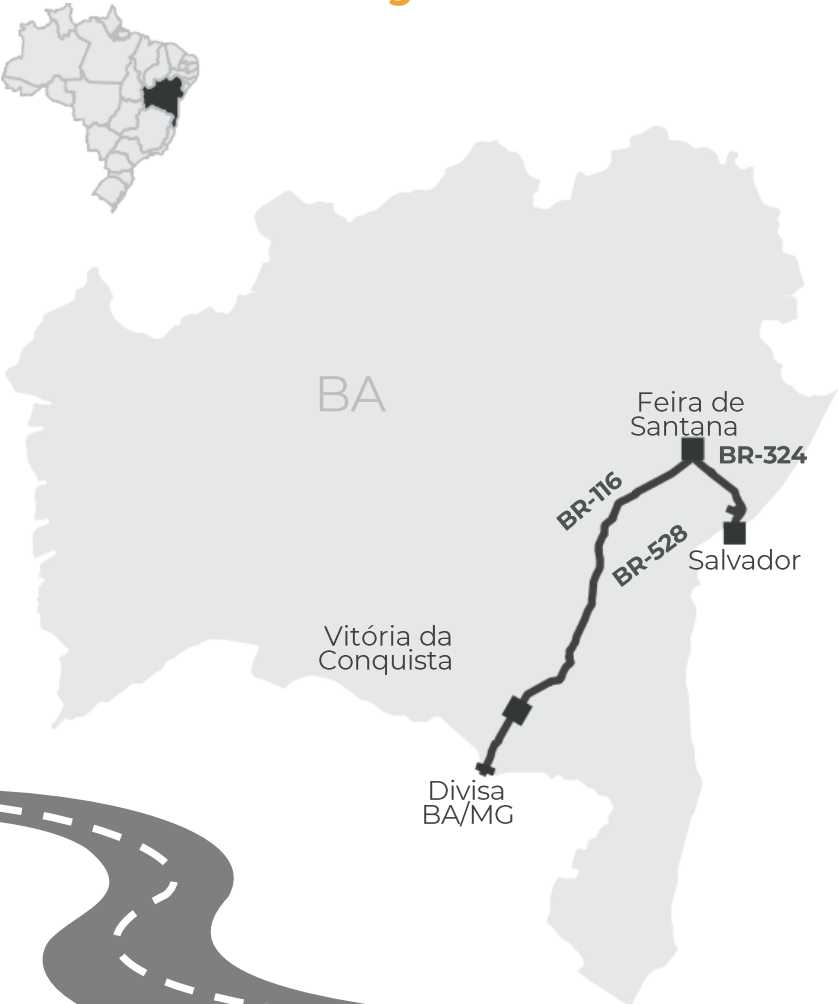 BA
Feira de
Santana
BR-324
BR-116
BR-528
Salvador
Vitória da
Conquista
Divisa
BA/MG